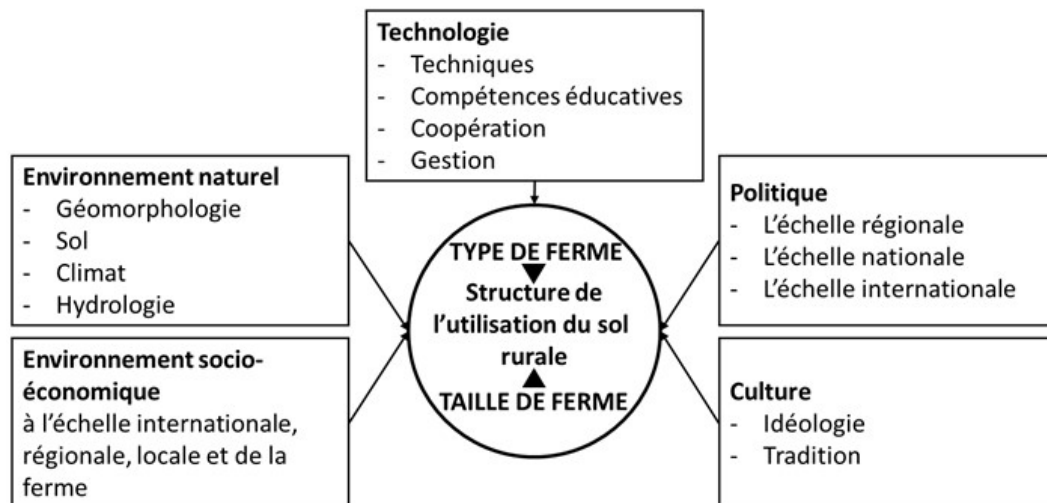 Technologie
- Techniques
- Compétences éducatives
- Coopération
- Gestion
Environnement naturel
- Géomorphologie
- Sol
- Climat
- Hydrologie
Environnement socio-
économique
à l'échelle internationale,
régionale, locale et de la
ferme
TYPE DE FERME
Structure de
l'utilisation du sol
rurale
TAILLE DE FERME
Politique
- L'échelle régionale
- L'échelle nationale
- L'échelle internationale
Culture
- Idéologie
- Tradition